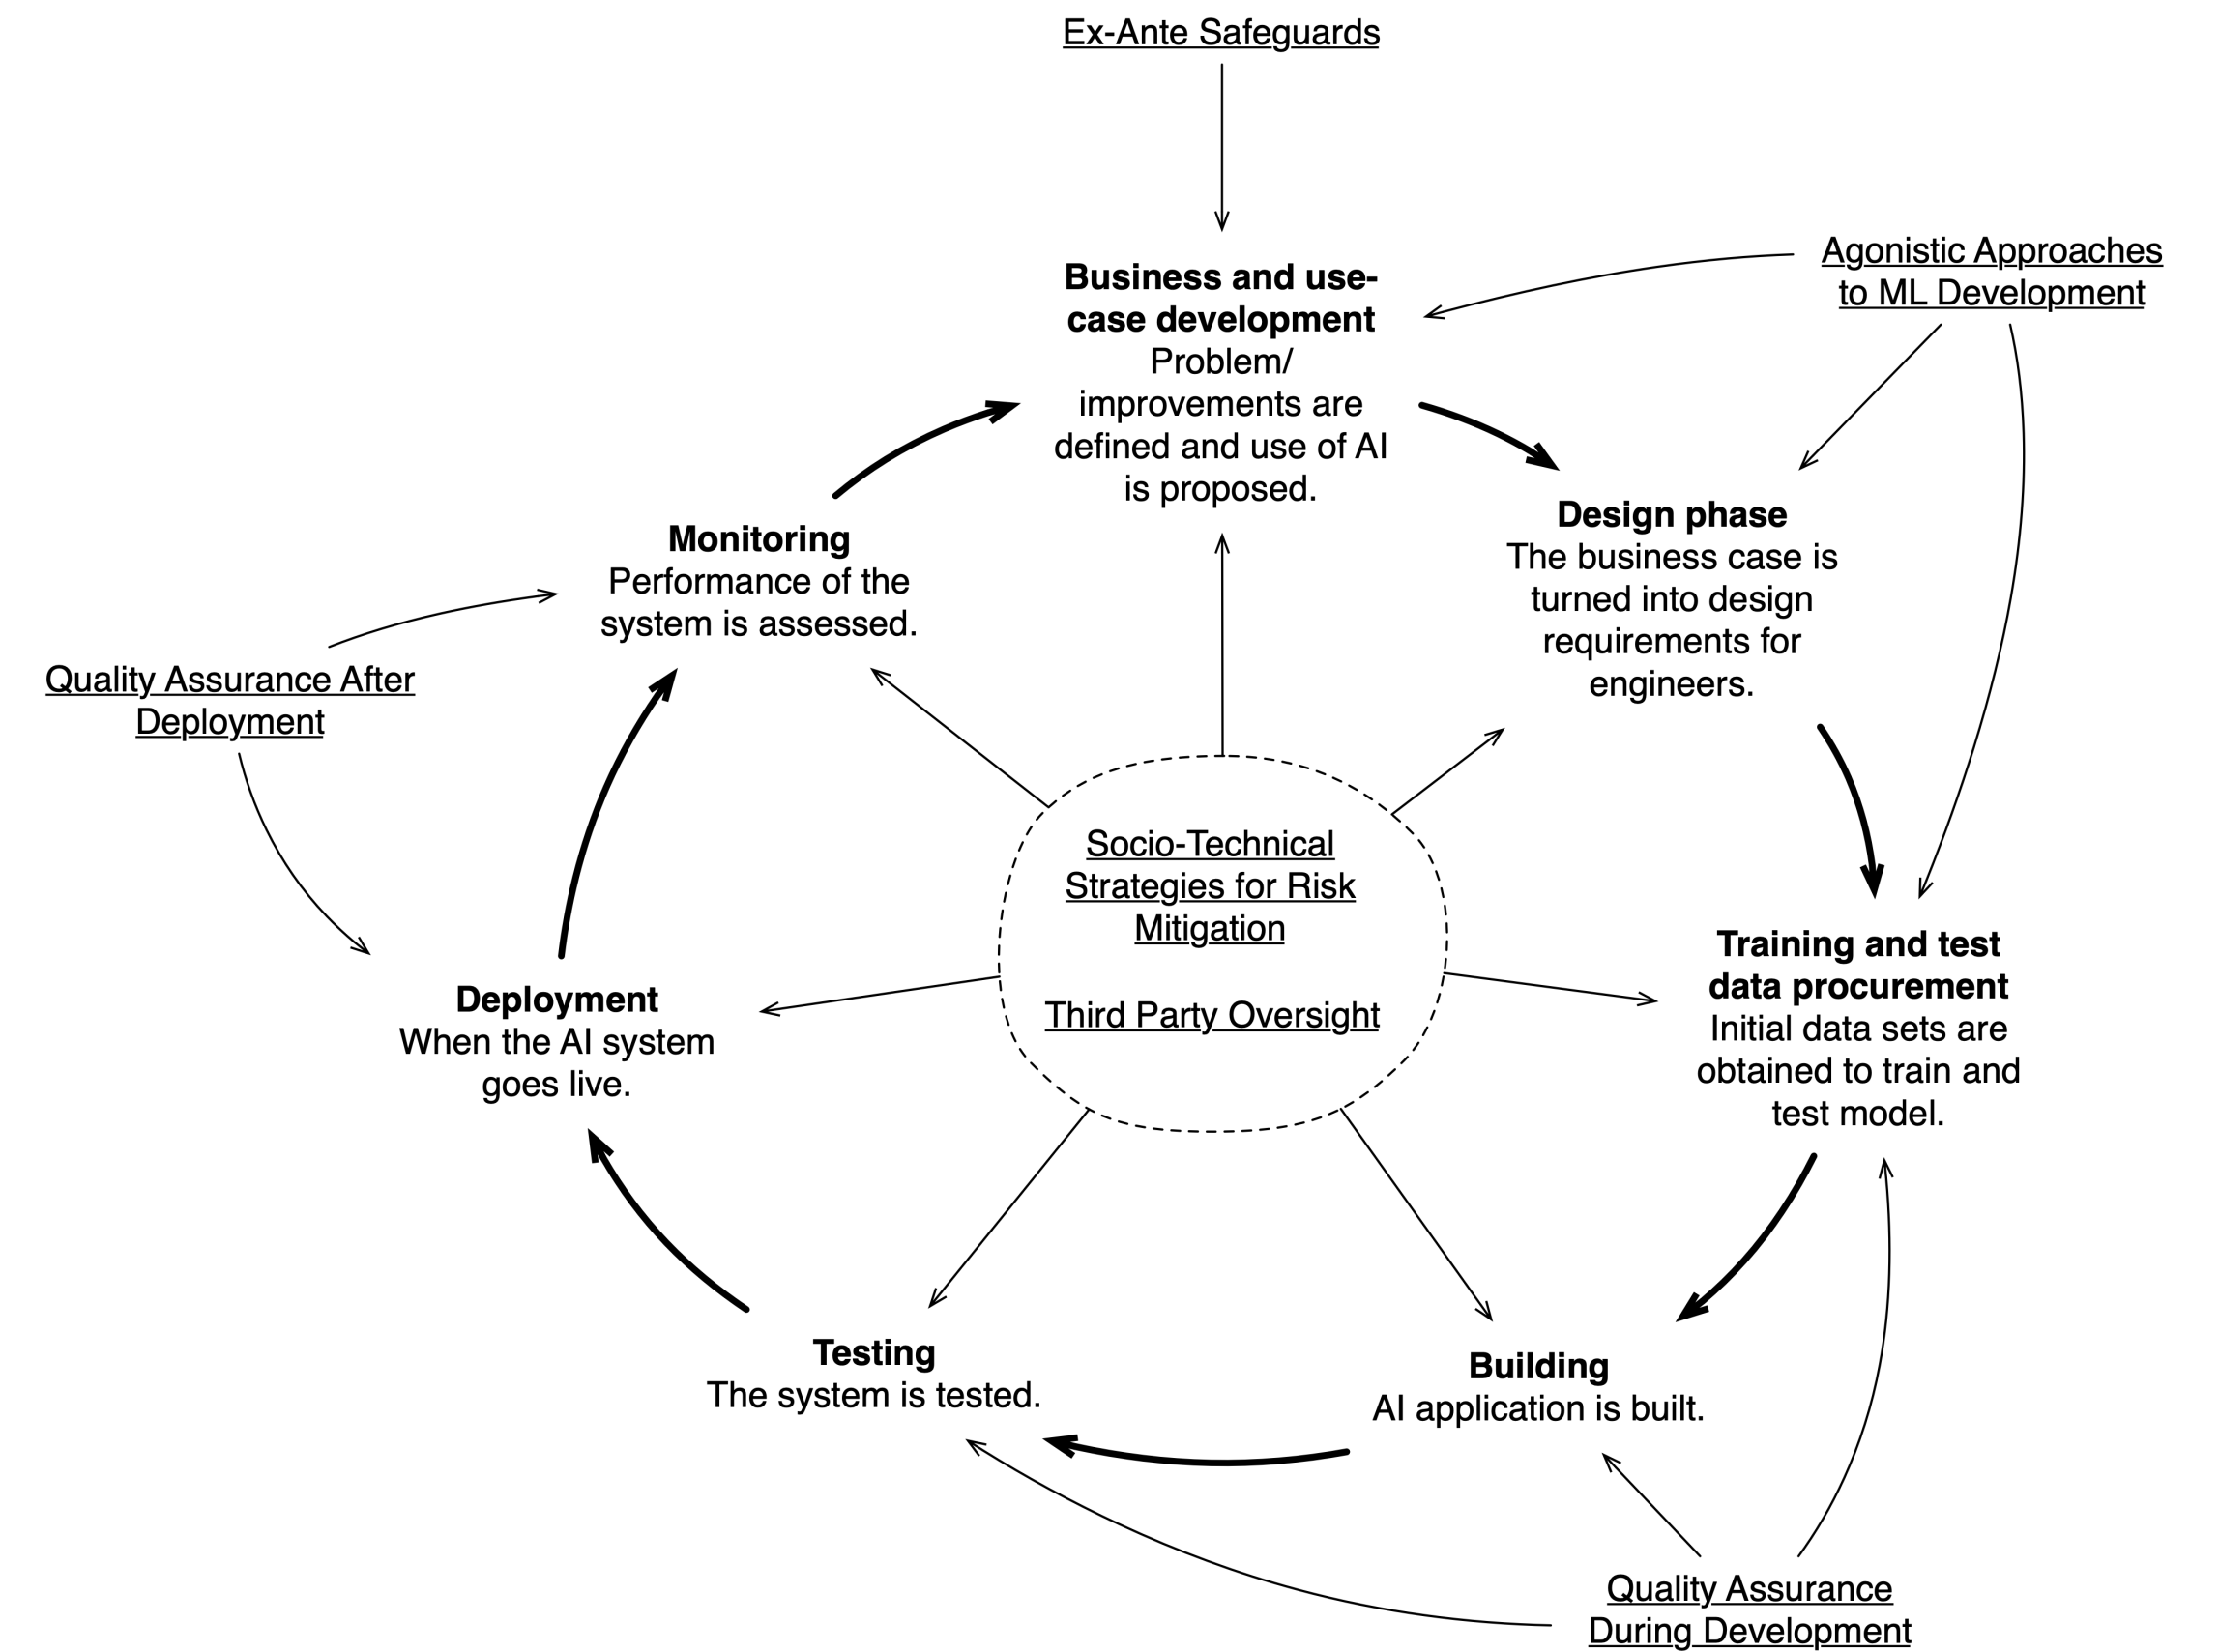 Ex-Ante Safeguards
Agonistic Approaches
to ML Development
Business and use-
case development
Problem/
improvements are
defined and use of AI
is proposed.
Design phase
The business case is
turned into design
requirements for
engineers.
Monitoring
Performance of the
system is assessed.
Quality Assurance After
Deployment
Socio-Technical
Strategies for Risk
Mitigation
Third Party Oversight
Training and test
data procurement
Initial data sets are
obtained to train and
test model.
Deployment
When the AI system
goes live.
Testing
The system is tested.
Building
AI application is built.
Quality Assurance
During Development